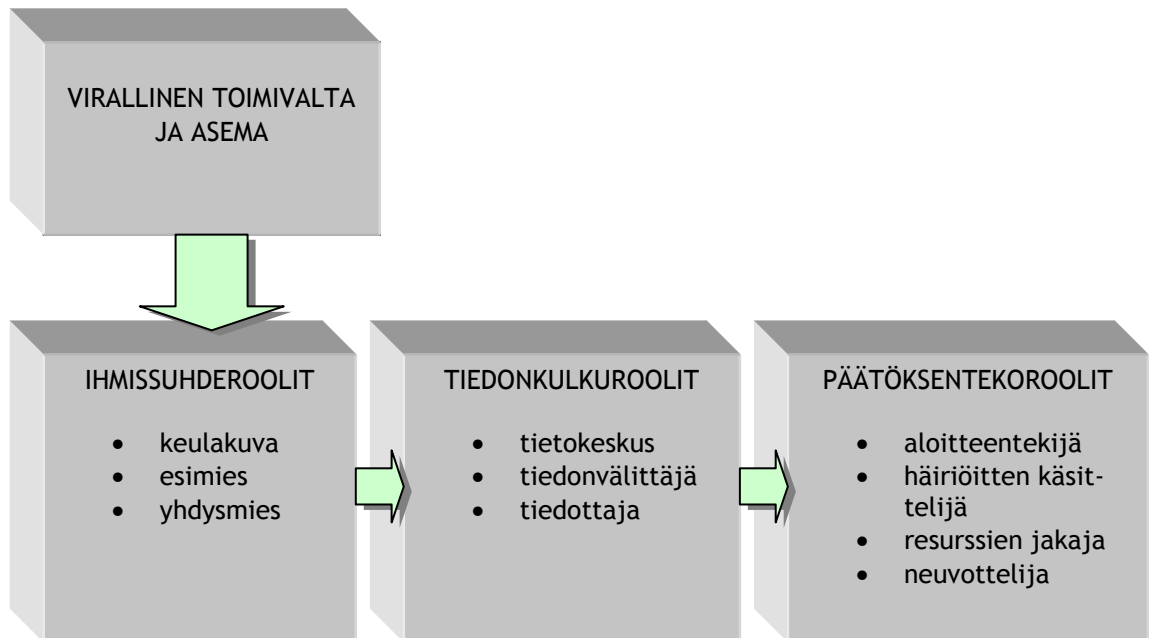 VIRALLINEN TOIMIVALTA
JA ASEMA
IHMISSUHDEROOLIT
• keulakuva
• esimies
• yhdysmies
TIEDONKULKUROOLIT
• tietokeskus
• tiedonvälittäjä
• tiedottaja
PÄÄTÖKSENTEKOROOLIT
• aloitteentekijä
• häiriöitten käsit-
telijä
• resurssien jakaja
• neuvottelija